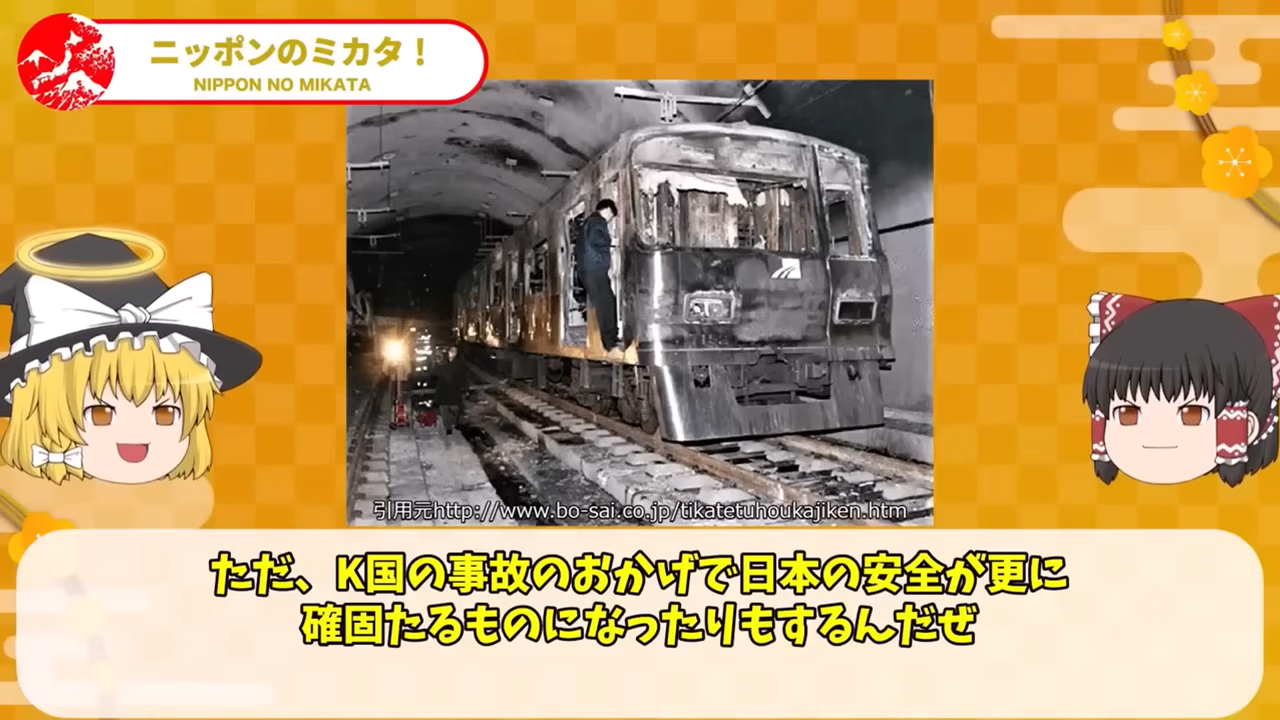 ニッポンのミカタ！
NIPPON NO MIKATA
引用元http://www.bo-sai.co.jp/tikatetuhoukajiken.htm
ただ、K国の事故のおかげで日本の安全が更に
確固たるものになったりもするんだぜ